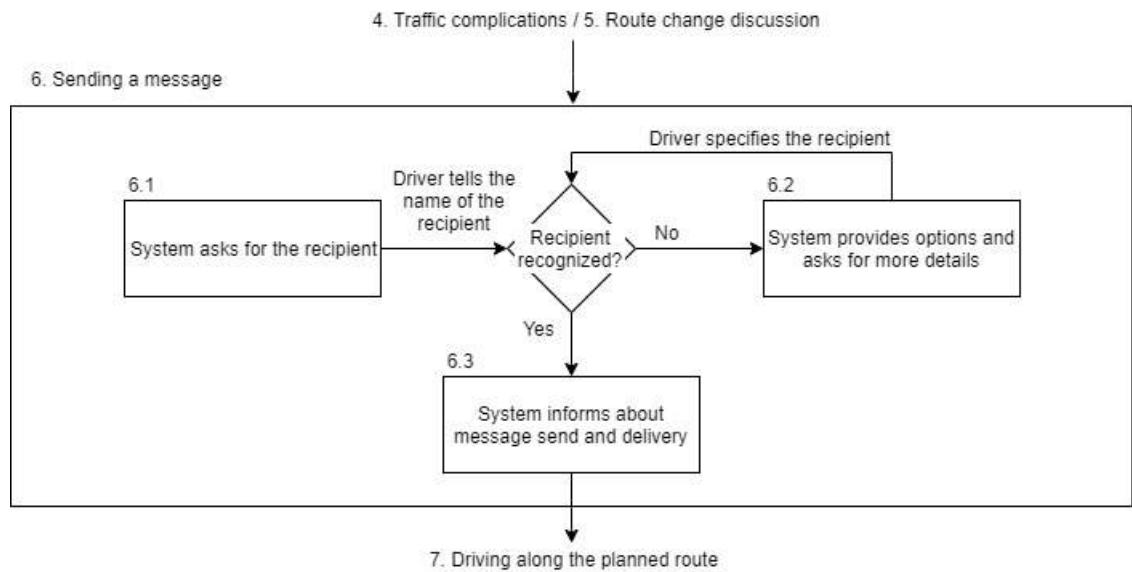 4. Traffic complications / 5. Route change discussion
6. Sending a message
Driver specifies the recipient
6.1
Driver tells the
name of the
recipient
6.2
System asks for the recipient
Recipient
recognized?
No
System provides options and
asks for more details
Yes
6.3
System informs about
message send and delivery
7. Driving along the planned route